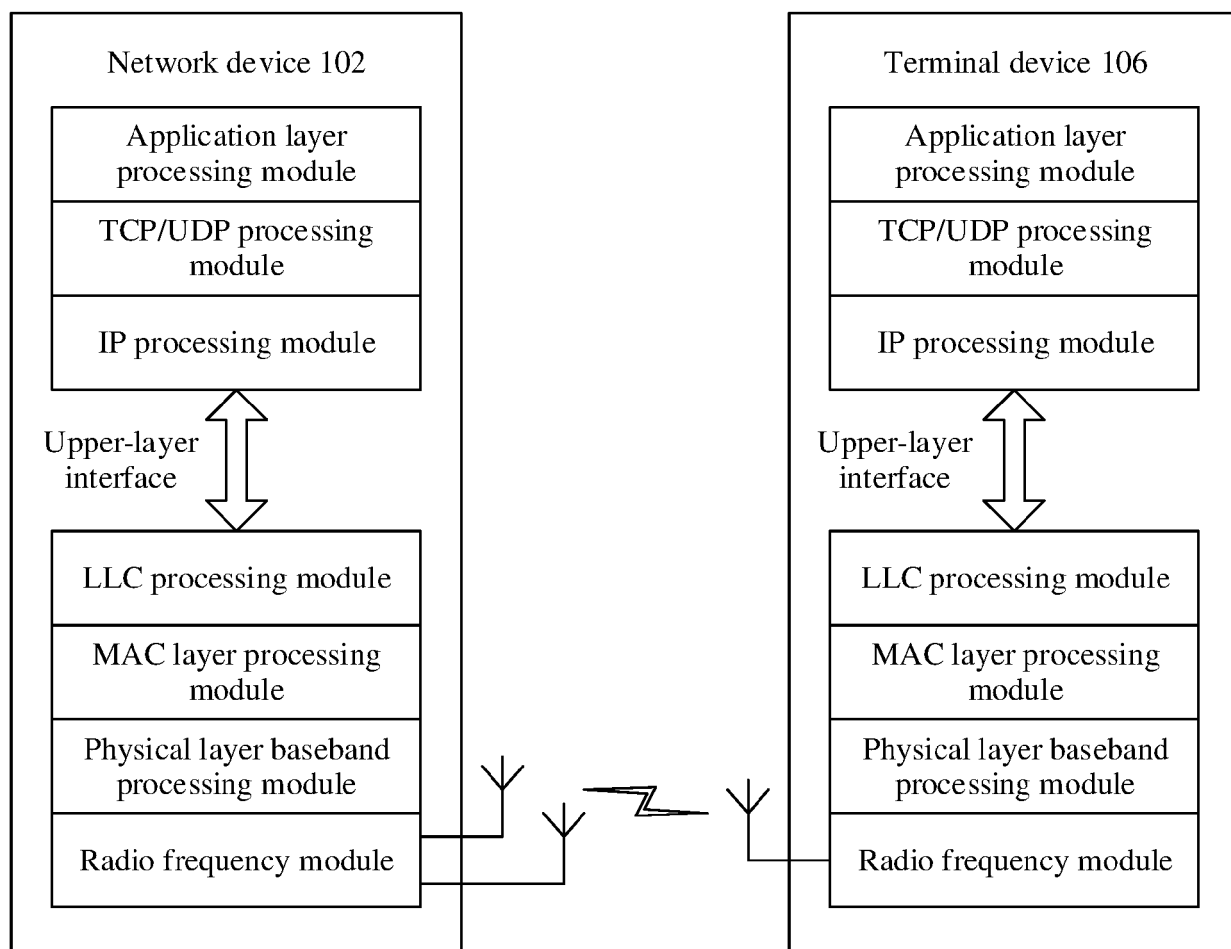 Network device 102
Application layer
processing module
TCP/UDP processing
module
IP processing module
Upper-layer
interface
LLC processing module
MAC layer processing
module
Physical layer baseband
processing module
Radio frequency module
Terminal device 106
Application layer
processing module
TCP/UDP processing
module
IP processing module
Upper-layer
interface
LLC processing module
MAC layer processing
module
Physical layer baseband
processing module
Radio frequency module